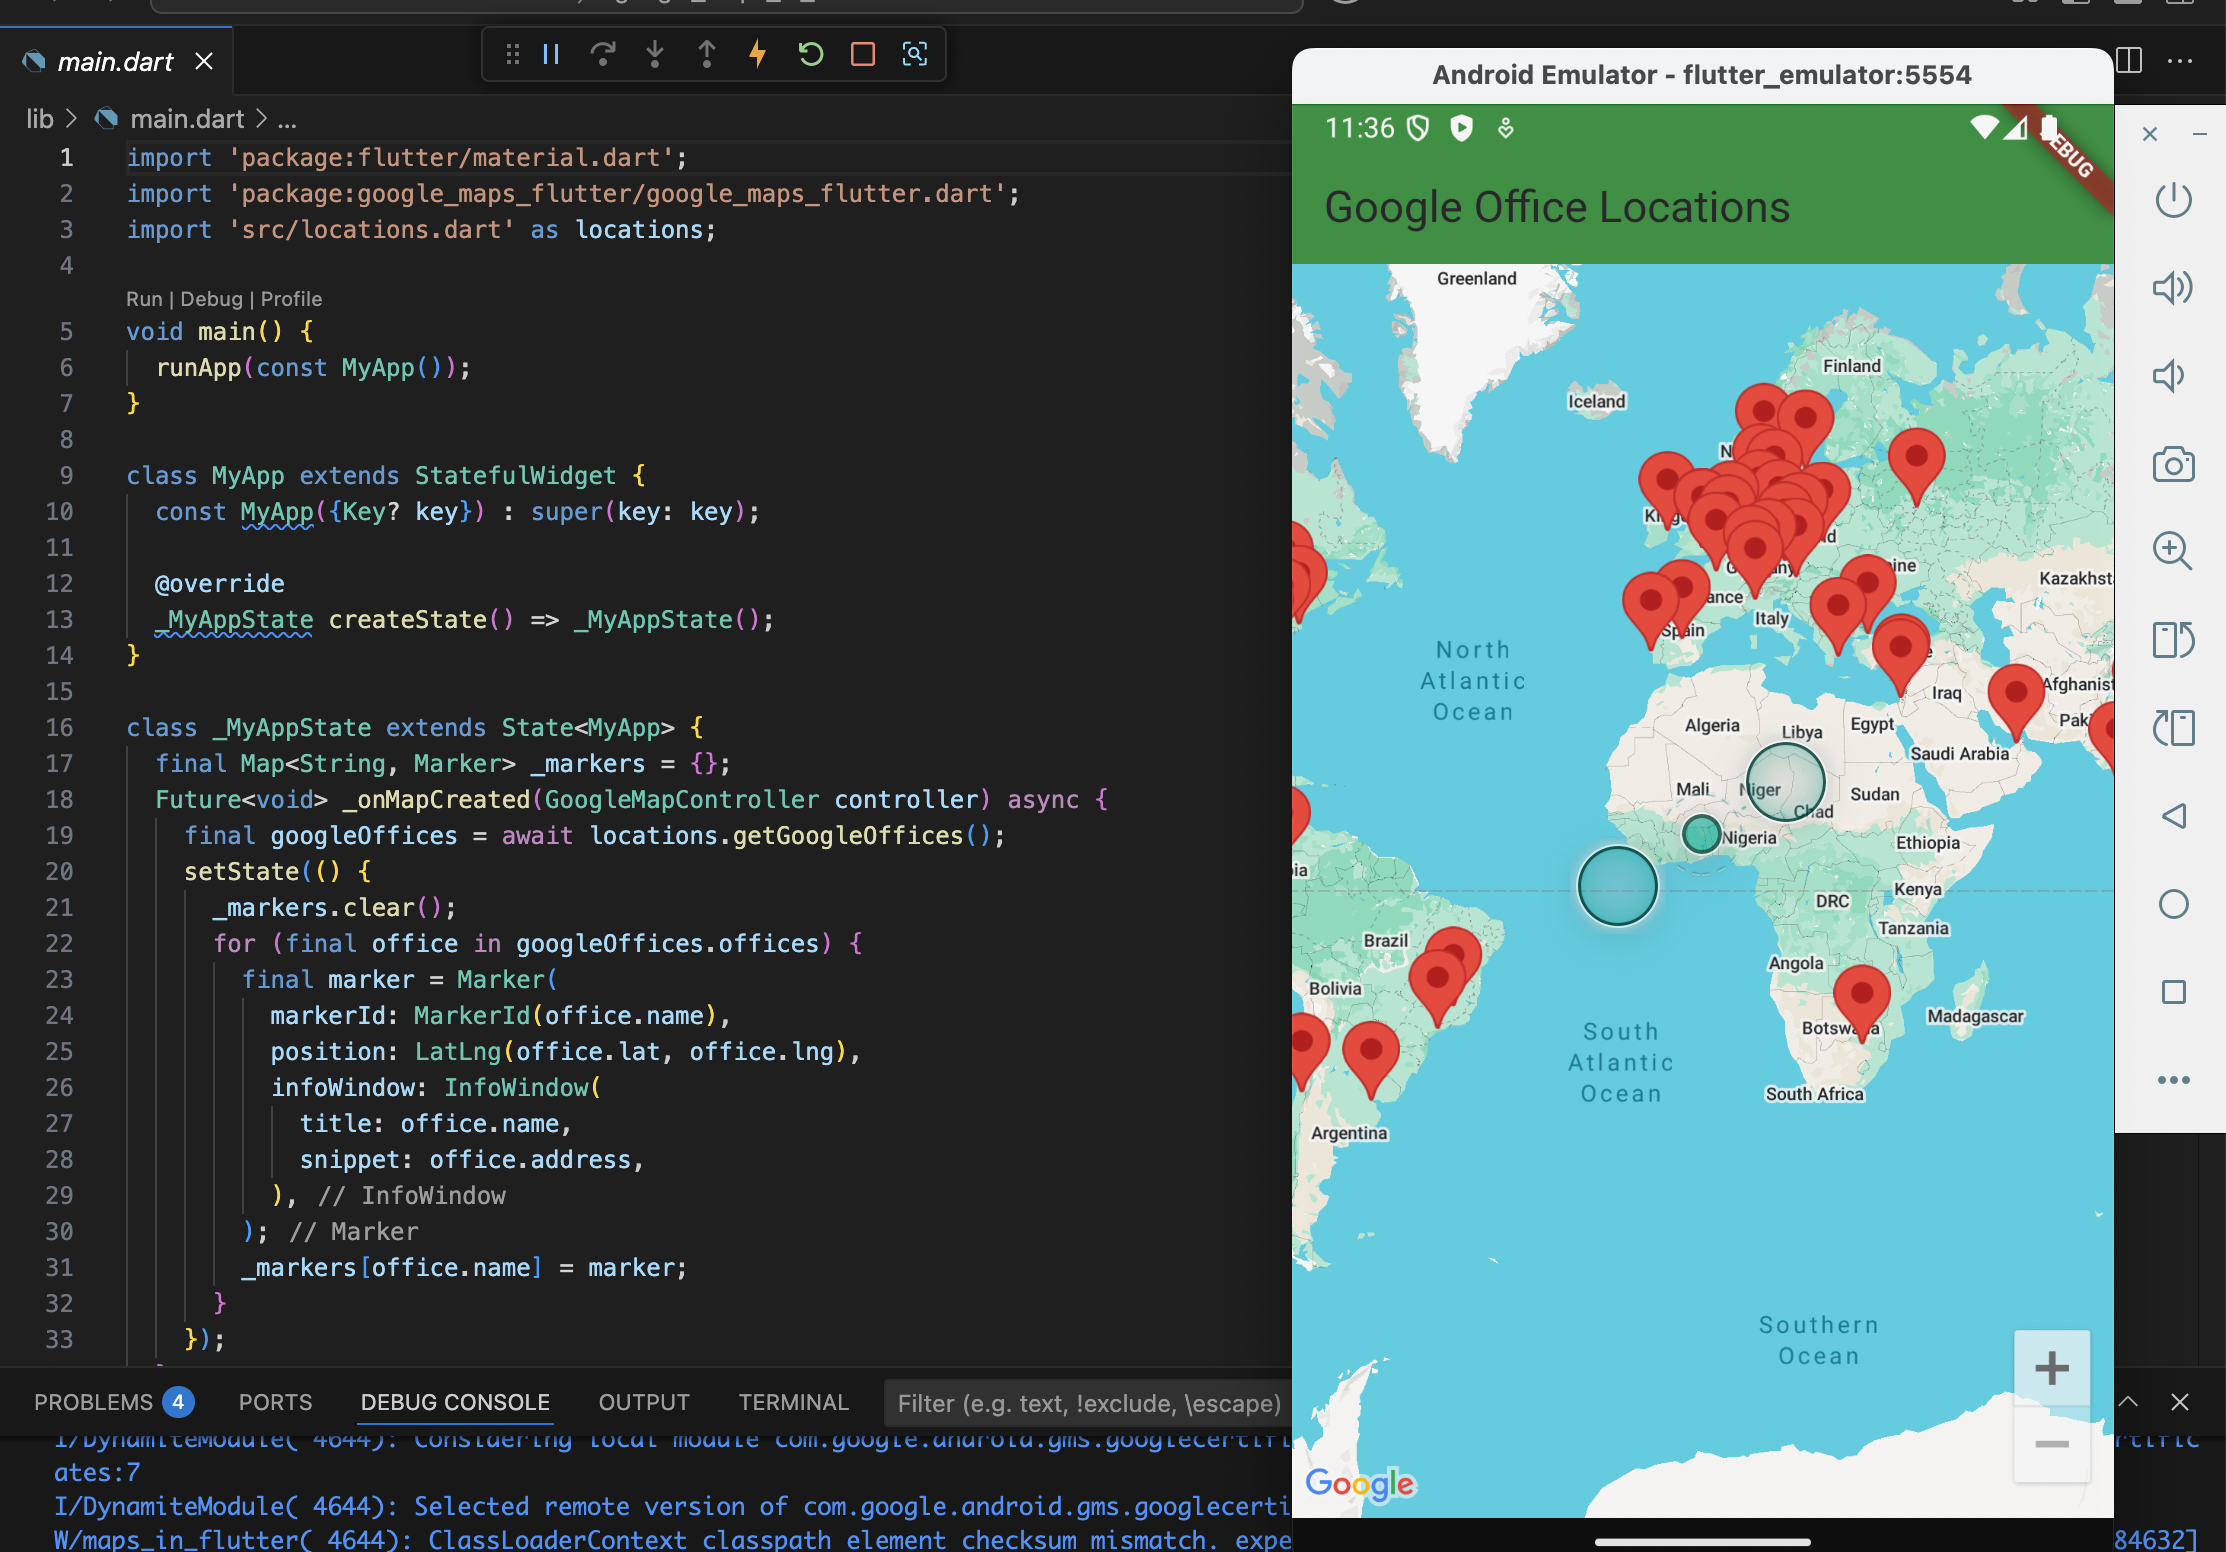 main.dart
lib > main.dart > ...
1 import 'package:flutter/material.dart';
2 import 'package:google_maps_flutter/google_maps_flutter.dart';
3 import 'src/locations.dart' as locations;
4
Run | Debug | Profile
5 void main() {
6 runApp(const MyApp());
7 }
8
9 class MyApp extends StatefulWidget {
10 const MyApp({Key? key}) : super(key: key);
11
12 @override
13 _MyAppState createState() => _MyAppState();
14 }
15
16 class _MyAppState extends State<MyApp> {
17 final Map<String, Marker> _markers = {};
18 Future<void> _onMapCreated(GoogleMapController controller) async {
19 final googleOffices = await locations.getGoogleOffices();
20 setState(() {
21 _markers.clear();
22 for (final office in googleOffices.offices) {
23 final marker = Marker(
24 markerId: MarkerId(office.name),
25 position: LatLng(office.lat, office.lng),
26 infoWindow: InfoWindow(
27 title: office.name,
28 snippet: office.address,
29 ), // InfoWindow
30 ); // Marker
31 _markers[office.name] = marker;
32 }
33 });
PROBLEMS 4 PORTS DEBUG CONSOLE OUTPUT TERMINAL Filter (e.g. text, !exclude, \escape)
I/DynamiteModule( 4644): Considering local module com.google.android.gms.googlecertifi
ates:7
I/DynamiteModule( 4644): Selected remote version of com.google.android.gms.googlecerti
W/maps_in_flutter( 4644): ClassLoaderContext classpath element checksum mismatch. expe
84632]
Android Emulator - flutter_emulator:5554
11:36
EBUG
Google Office Locations
Greenland
Finland
Iceland
Kazakhst
Italy
Spain
North
Atlantic
Ocean
Iraq
Afghanist
Pak
Algeria
Libya
Egypt
Saudi Arabia
Mali
Niger
Chad
Sudan
Nigeria
Ethiopia
Kenya
DRC
Tanzania
Brazil
Angola
Bolivia
Madagascar
South
Atlantic
Ocean
South Africa
Argentina
Southern
Ocean
Google